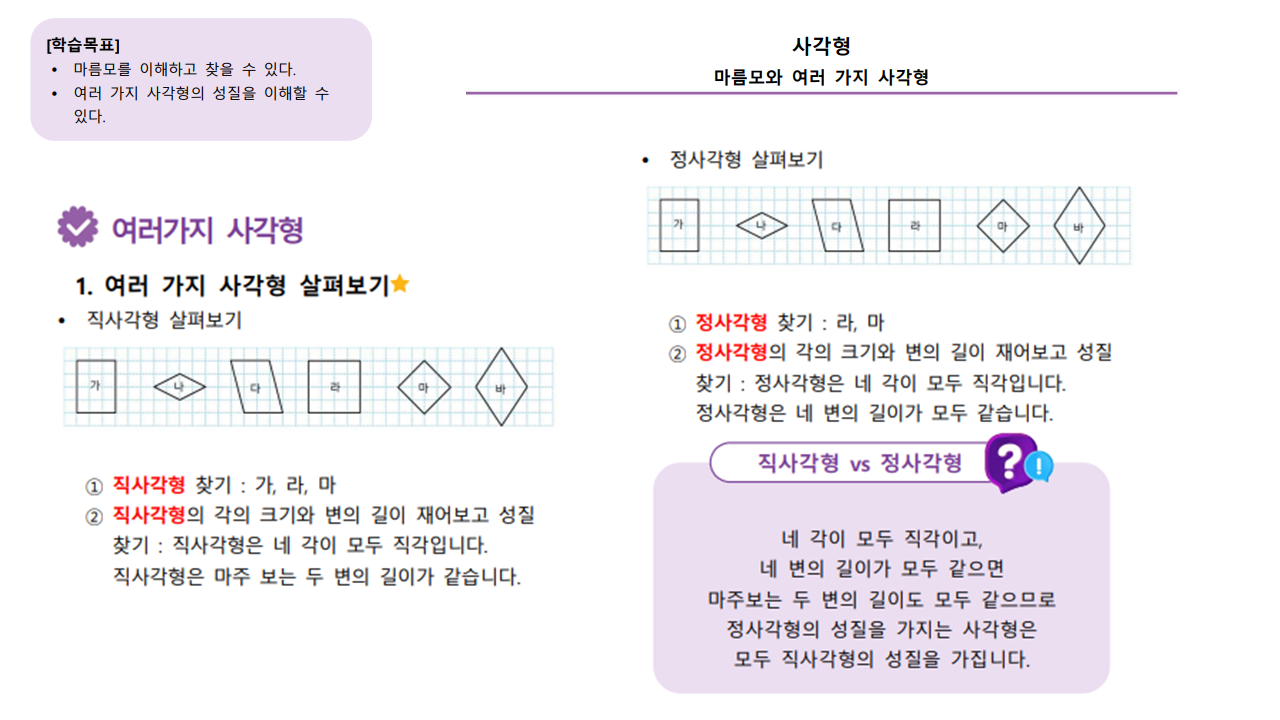 [학습목표]
• 마름모를 이해하고 찾을 수 있다.
• 여러 가지 사각형의 성질을 이해할 수
있다.
사각형
마름모와 여러 가지 사각형
여러가지 사각형
1. 여러 가지 사각형 살펴보기
• 직사각형 살펴보기
가 나 다 라 마 바
① 직사각형 찾기 : 가, 라, 마
② 직사각형의 각의 크기와 변의 길이 재어보고 성질
찾기 : 직사각형은 네 각이 모두 직각입니다.
직사각형은 마주 보는 두 변의 길이가 같습니다.
• 정사각형 살펴보기
가 나 다 라 마 바
① 정사각형 찾기 : 라, 마
② 정사각형의 각의 크기와 변의 길이 재어보고 성질
찾기 : 정사각형은 네 각이 모두 직각입니다.
정사각형은 네 변의 길이가 모두 같습니다.
직사각형 vs 정사각형
? !
네 각이 모두 직각이고,
네 변의 길이가 모두 같으면
마주보는 두 변의 길이도 모두 같으므로
정사각형의 성질을 가지는 사각형은
모두 직사각형의 성질을 가집니다.